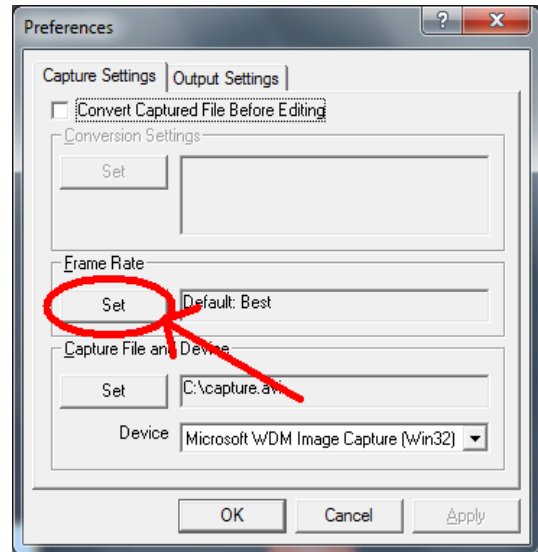 Preferences
Capture Settings Output Settings
Convert Captured File Before Editing
Conversion Settings
Set
Frame Rate
Set Default: Best
Capture File and Device
Set C:\capture.avi
Device Microsoft WDM Image Capture (Win32)
OK Cancel Apply